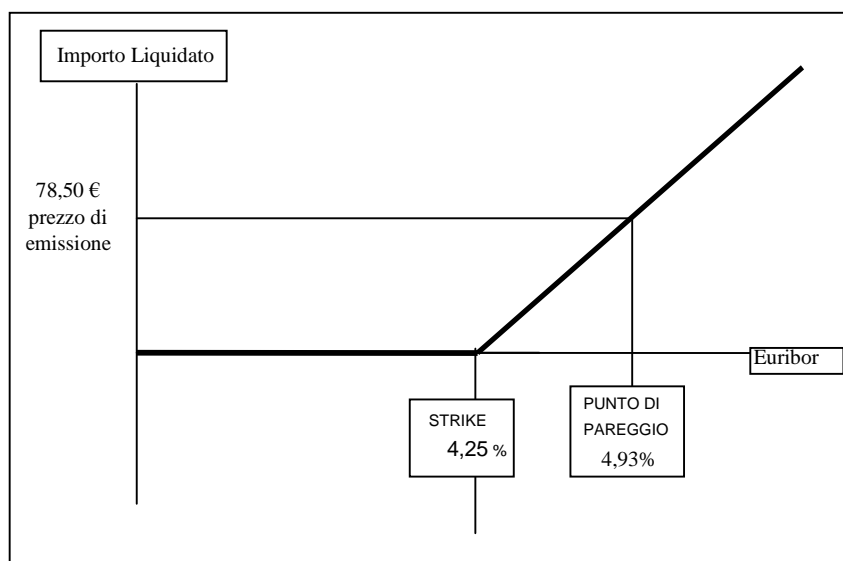 Importo Liquidato
78,50 €
prezzo di
emissione
Euribor
STRIKE
4,25 %
PUNTO DI
PAREGGIO
4,93%